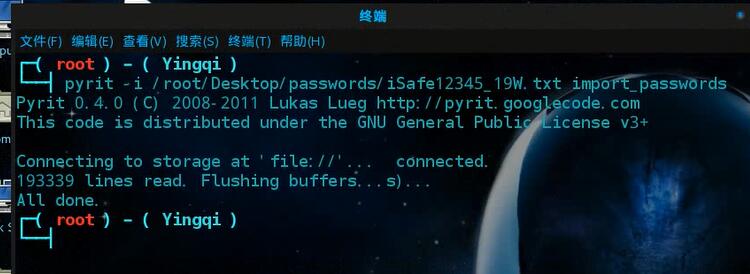 终端
文件(F) 编辑(E) 查看(V) 搜索(S) 终端(T) 帮助(H)
( root ) - ( Yingqi )
pyrit -i /root/Desktop/passwords/iSafe12345_19W.txt import_passwords
Pyrit 0.4.0 (C) 2008-2011 Lukas Lueg http://pyrit.googlecode.com
This code is distributed under the GNU General Public License v3+
Connecting to storage at 'file://'... connected.
193339 lines read. Flushing buffers...s)...
All done.
( root ) - ( Yingqi )